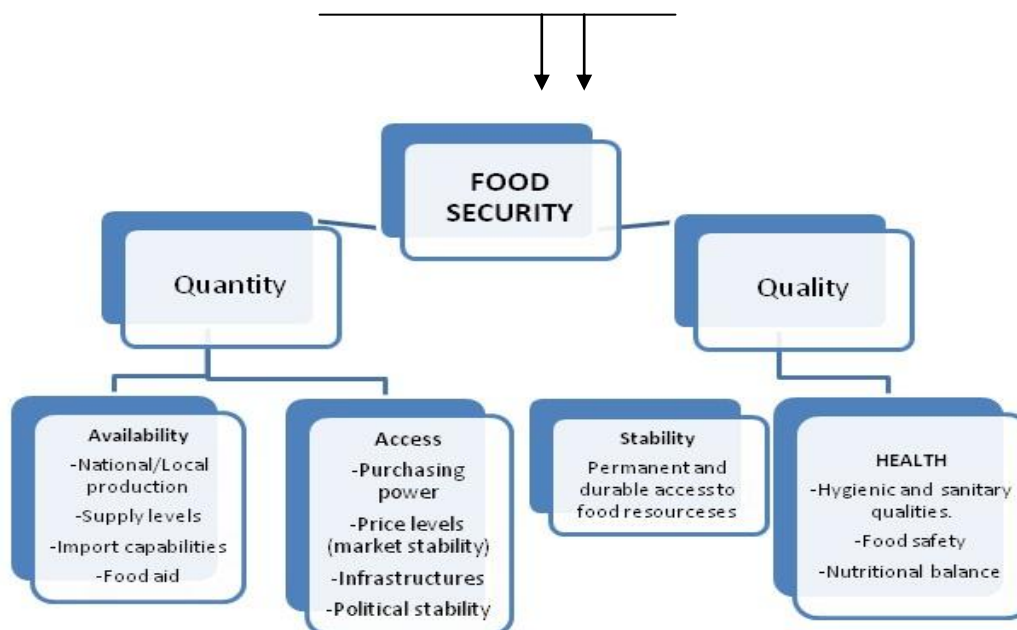 FOOD
SECURITY
Quantity
Quality
Availability
-National/Local
production
-Supply levels
-Import capabilities
-Food aid
Access
-Purchasing
power
-Price levels
(market stability)
-Infrastructures
-Political stability
Stability
Permanent and
durable access to
food resourceses
HEALTH
-Hygienic and sanitary
qualities.
-Food safety
-Nutritional balance